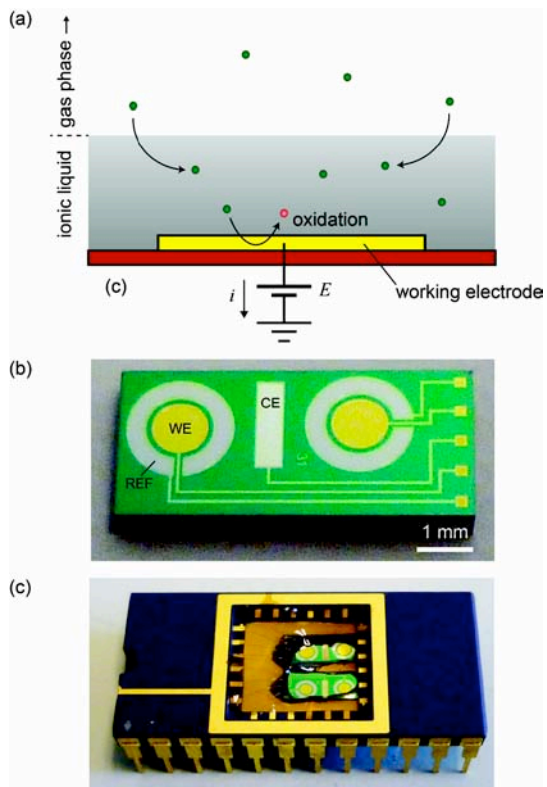 (a)
gas phase →
ionic liquid
oxidation
(c)
i
E
working electrode
(b)
WE
CE
REF
31
1 mm
(c)